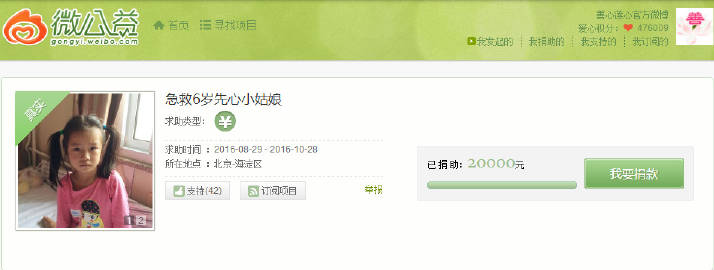 微公益
gongyi.weibo.com
首页
寻找项目
善心莲心官方微博
爱心积分: 476009
我发起的
我捐助的
我支持的
我订阅的
真实
急救6岁先心小姑娘
求助类型:
¥
求助时间 : 2016-08-29 - 2016-10-28
所在地点 : 北京-海淀区
支持(42)
订阅项目
举报
1 2
已捐助: 20000元
我要捐款